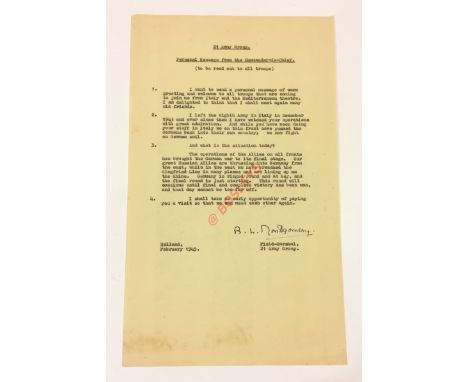 21 Army Group.
Personal Message from the Commander-in-Chief.
(to be read out to all troops)
1. I want to send a personal message of warm
greeting and welcome to all troops that are coming
to join us from Italy and the Mediterranean theatre.
I am delighted to think that I shall meet again many
old friends.
2. I left the Eighth Army in Italy in December
1943 and ever since then I have watched your operations
with great admiration. And while you have been doing
your stuff in Italy we on this front have pushed the
Germans back into their own country; we now fight
on German soil.
3. And what is the situation today?
The operations of the Allies on all fronts
has brought the German war to its final stage. Our
great Russian Allies are thrusting into Germany from
the east, while in the west we have breached the
Siegfried Line in many places and are lining up on
the Rhine. Germany is ringed round and at bay, and
the final round is just starting. This round will
continue until final and complete victory has been won,
and that day cannot be too far off.
4. I shall take an early opportunity of paying
you a visit so that we can meet each other again.
B. L. Montgomery.
Holland, Field-Marshal,
February 1945. 21 Army Group.